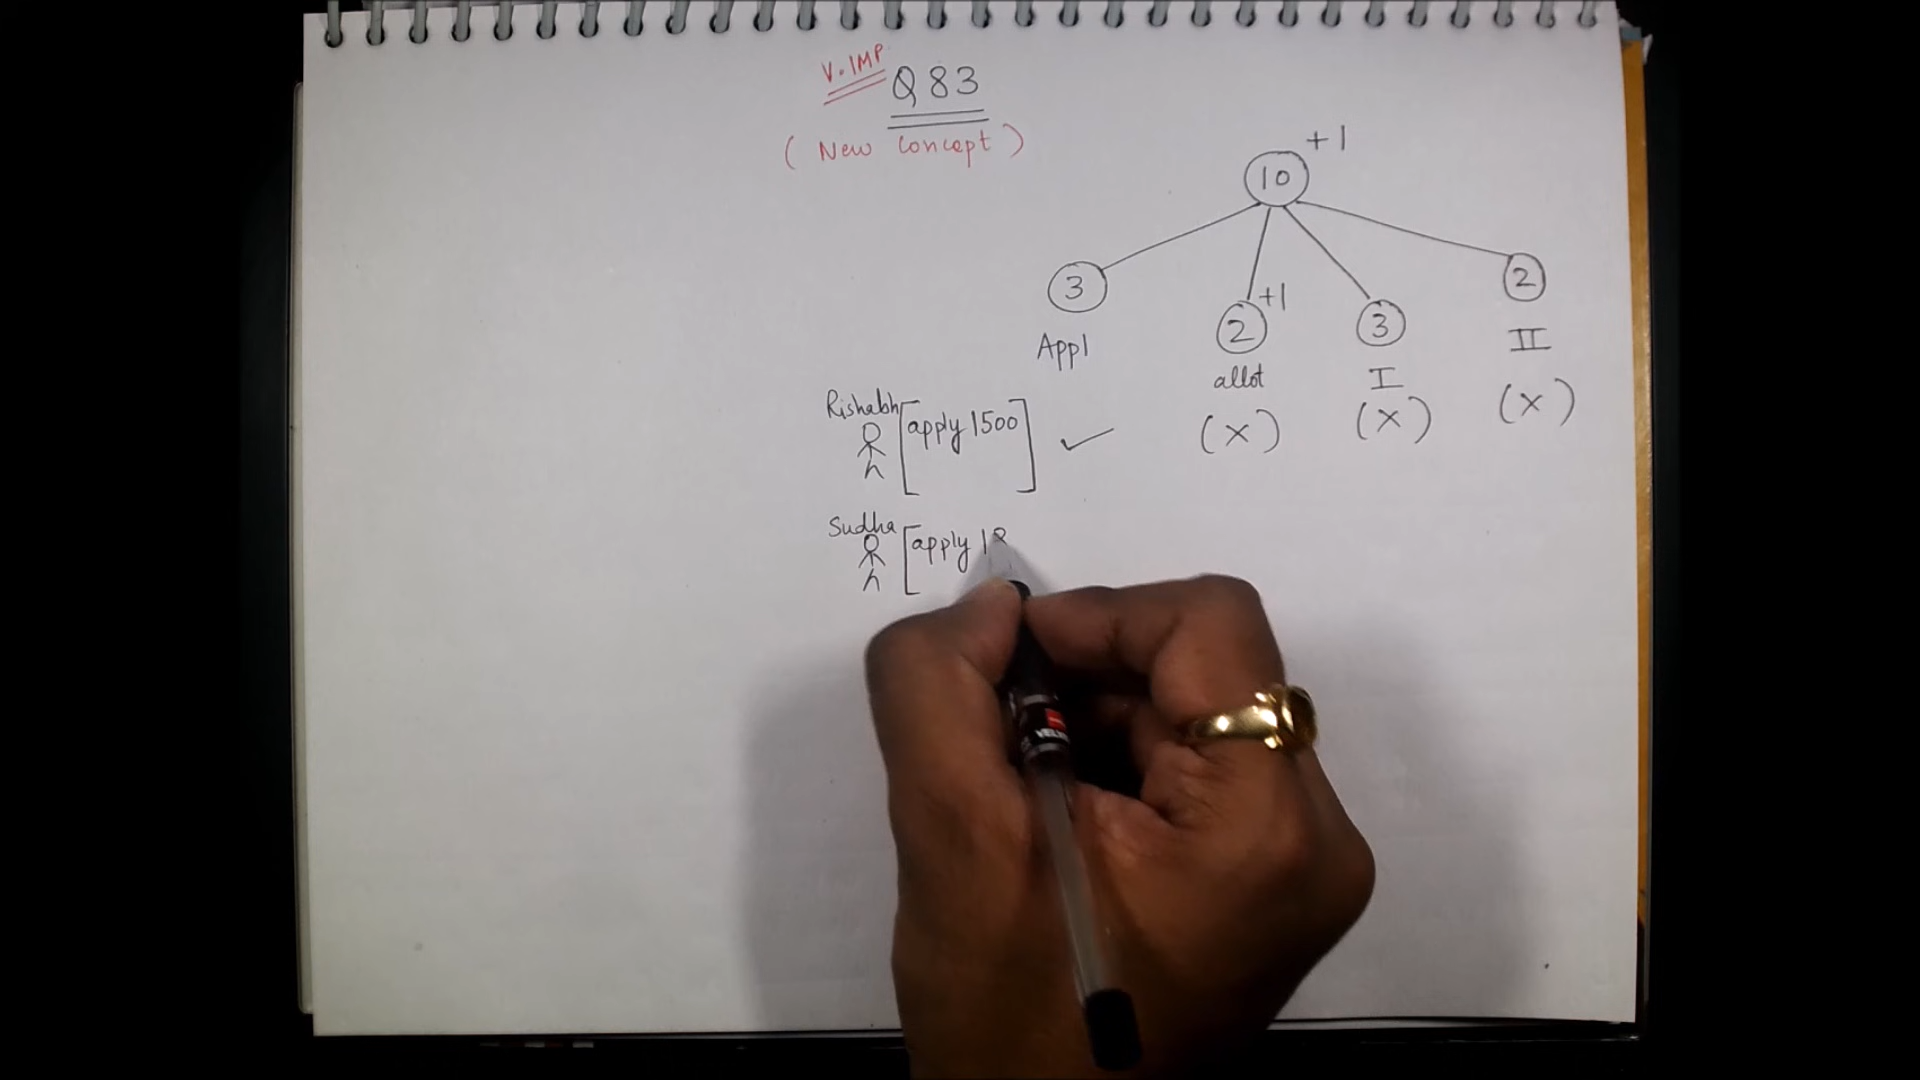 V. IMP
Q 83
( New Concept )
+1
10
3
+1
2
3
2
Appl
allot
I
II
(X)
(X)
(X)
Rishabh
[apply 1500] ✓
Sudha
[apply 18